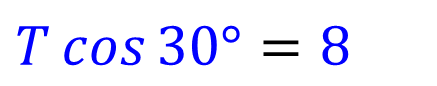 T cos 30° = 8